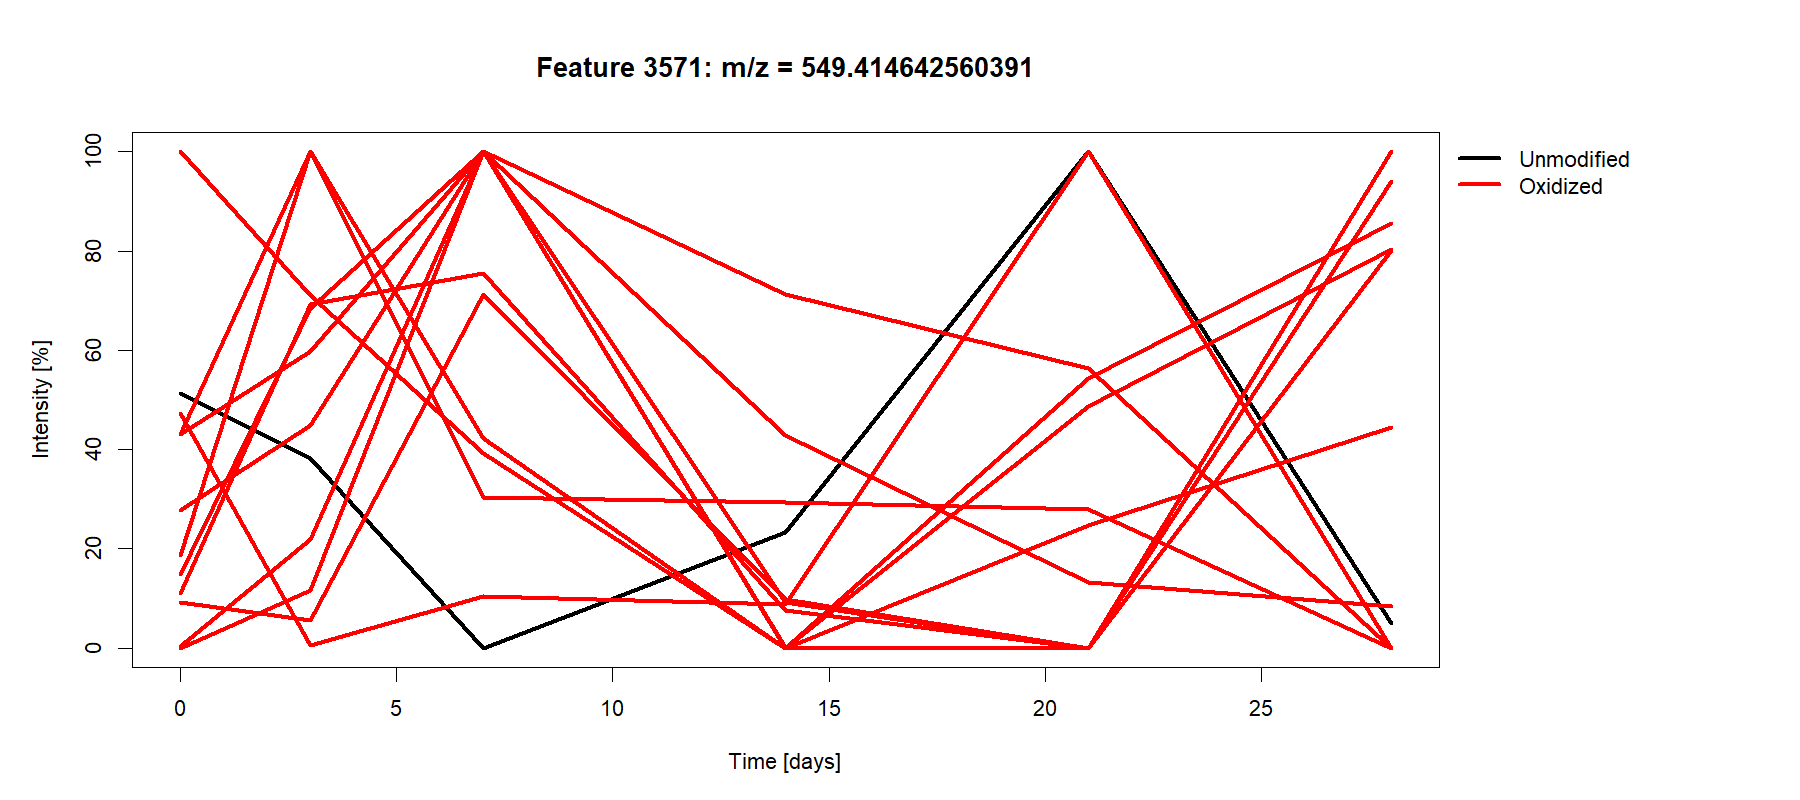 Feature 3571: m/z = 549.414642560391
Unmodified
Oxidized
Intensity [%]
100
80
60
40
20
0
0 5 10 15 20 25
Time [days]